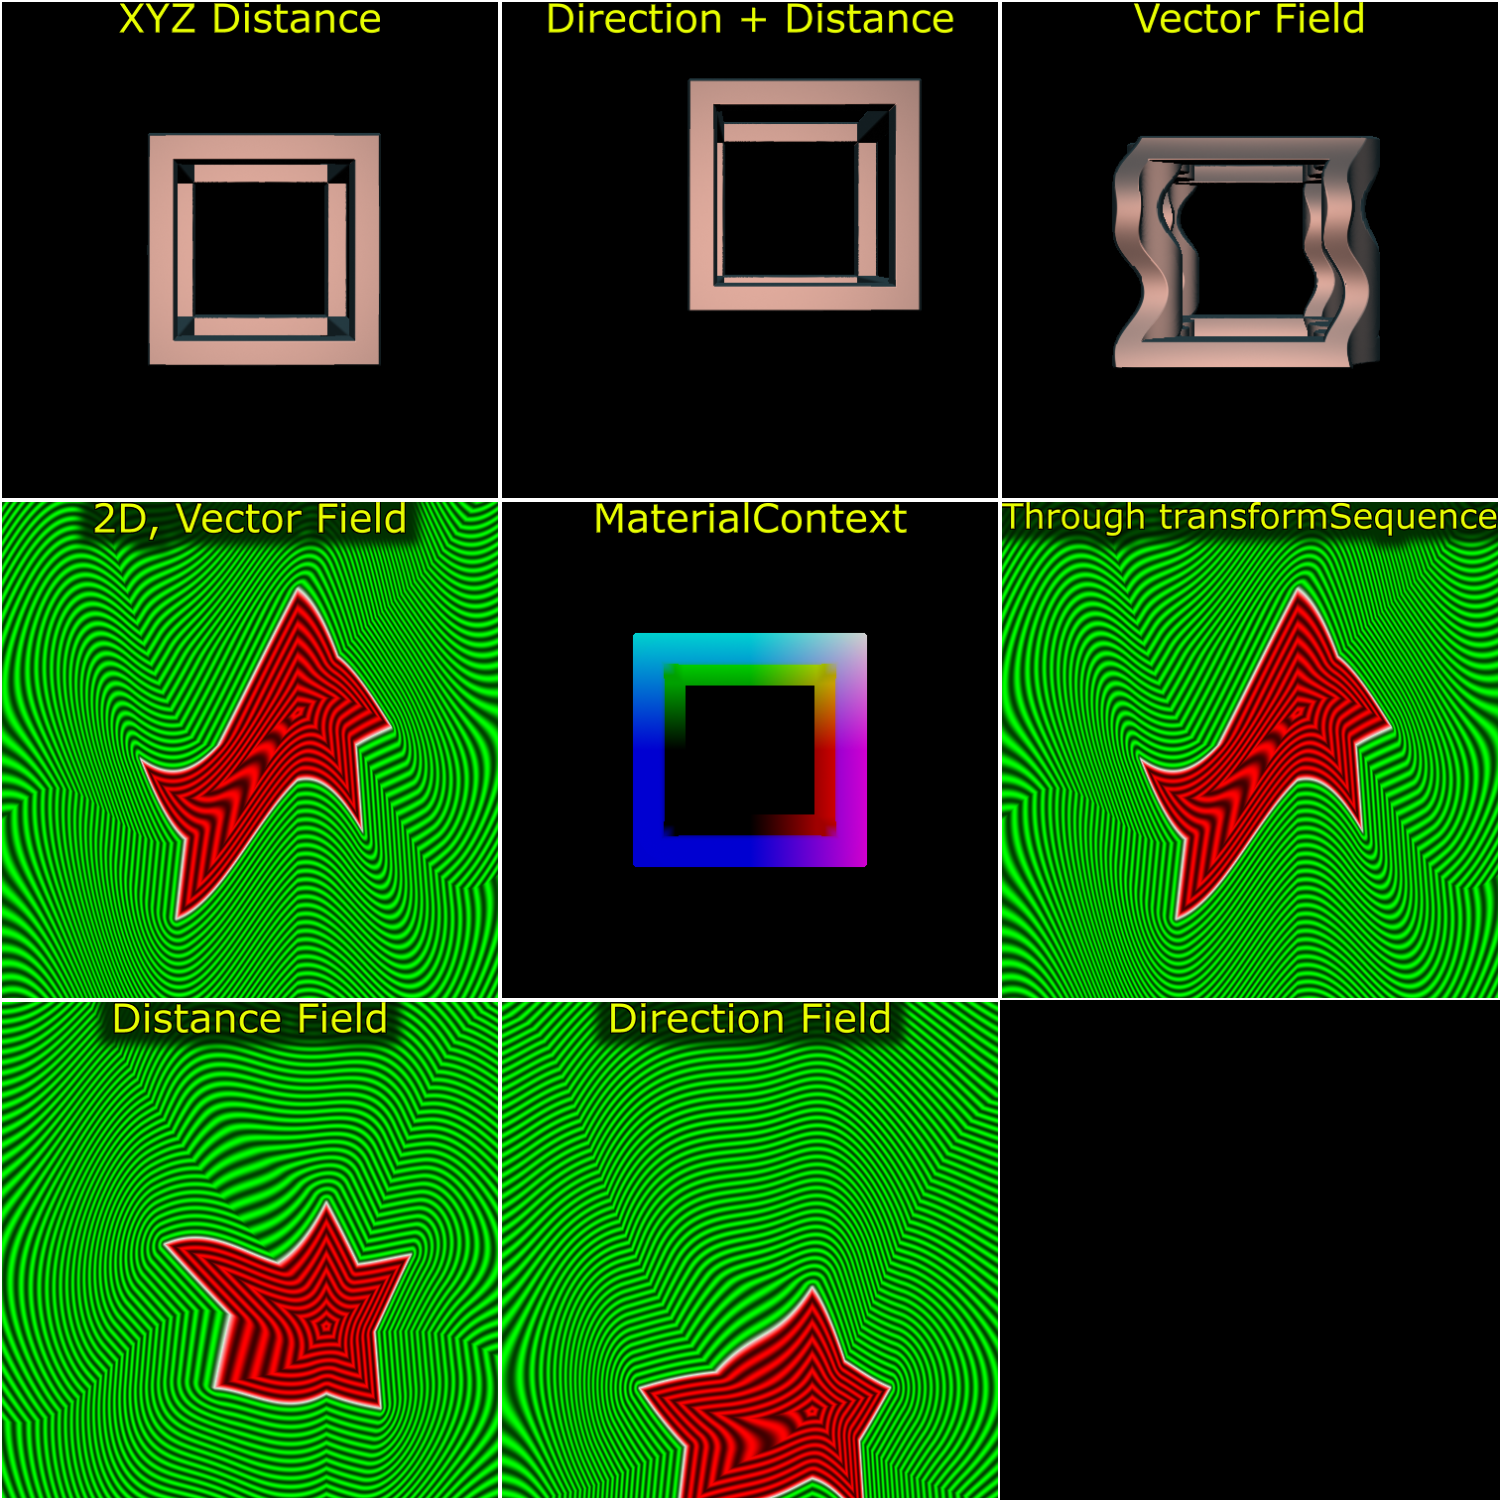 XYZ Distance
Direction + Distance
Vector Field
2D, Vector Field
MaterialContext
Through transformSequence
Distance Field
Direction Field